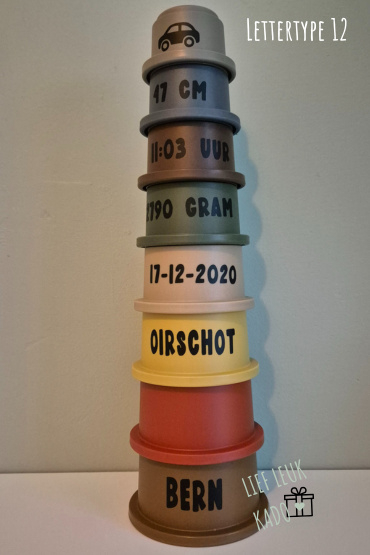 LETTERTYPE 12
47 CM
11:03 UUR
2790 GRAM
17-12-2020
OIRSCHOT
BERN
LIEF LEUK
KADO